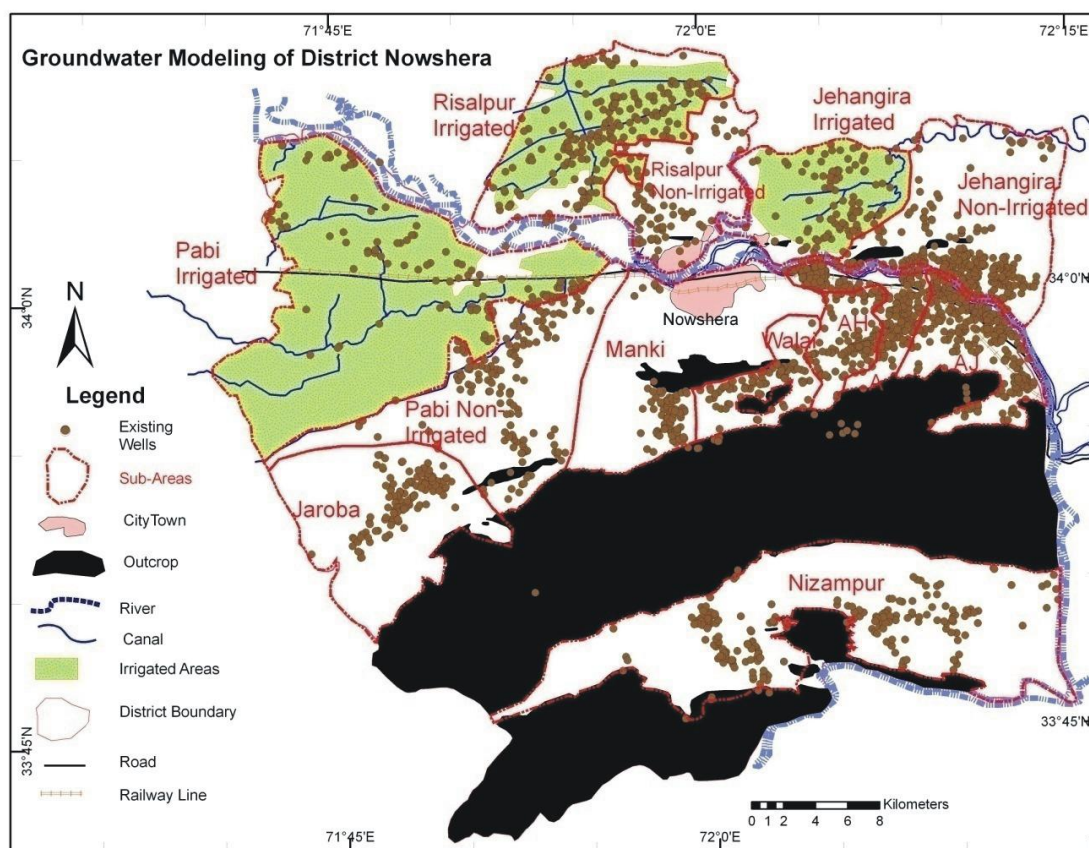 71°45'E
72°0'E
72°15'E
Groundwater Modeling of District Nowshera
Risalpur
Irrigated
Jehangira
Irrigated
Risalpur
Non-Irrigated
Jehangira
Non-Irrigated
Pabi
Irrigated
34°0'N
34°0'N
N
Nowshera
Manki
Walai
AH
A
AJ
Pabi Non-
Irrigated
Jaroba
Nizampur
Legend
Existing
Wells
Sub-Areas
CityTown
Outcrop
River
Canal
Irrigated Areas
District Boundary
Road
Railway Line
33°45'N
33°45'N
Kilometers
0 1 2 4 6 8
71°45'E
72°0'E